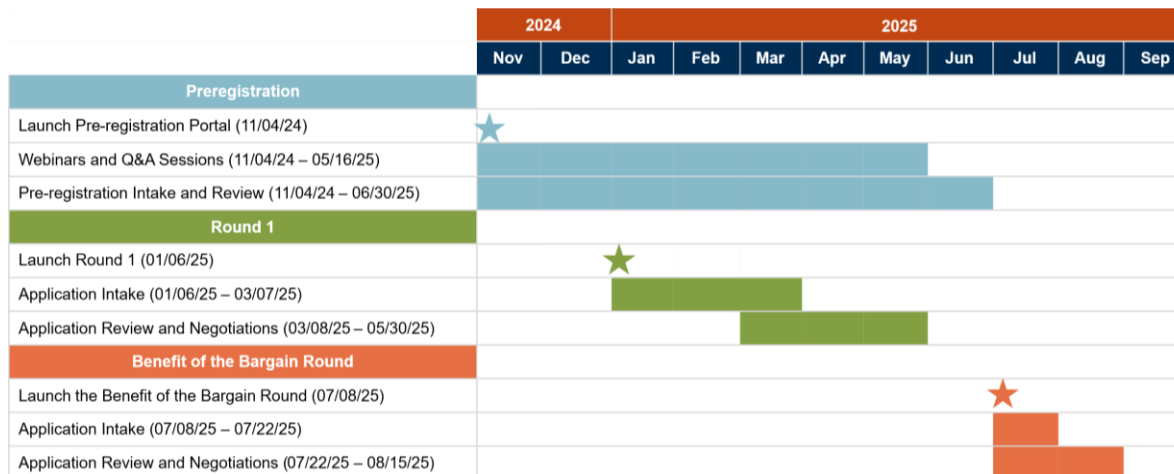 2024 2025
Nov Dec Jan Feb Mar Apr May Jun Jul Aug Sep
Preregistration
Launch Pre-registration Portal (11/04/24)
Webinars and Q&A Sessions (11/04/24 – 05/16/25)
Pre-registration Intake and Review (11/04/24 – 06/30/25)
Round 1
Launch Round 1 (01/06/25)
Application Intake (01/06/25 – 03/07/25)
Application Review and Negotiations (03/08/25 – 05/30/25)
Benefit of the Bargain Round
Launch the Benefit of the Bargain Round (07/08/25)
Application Intake (07/08/25 – 07/22/25)
Application Review and Negotiations (07/22/25 – 08/15/25)